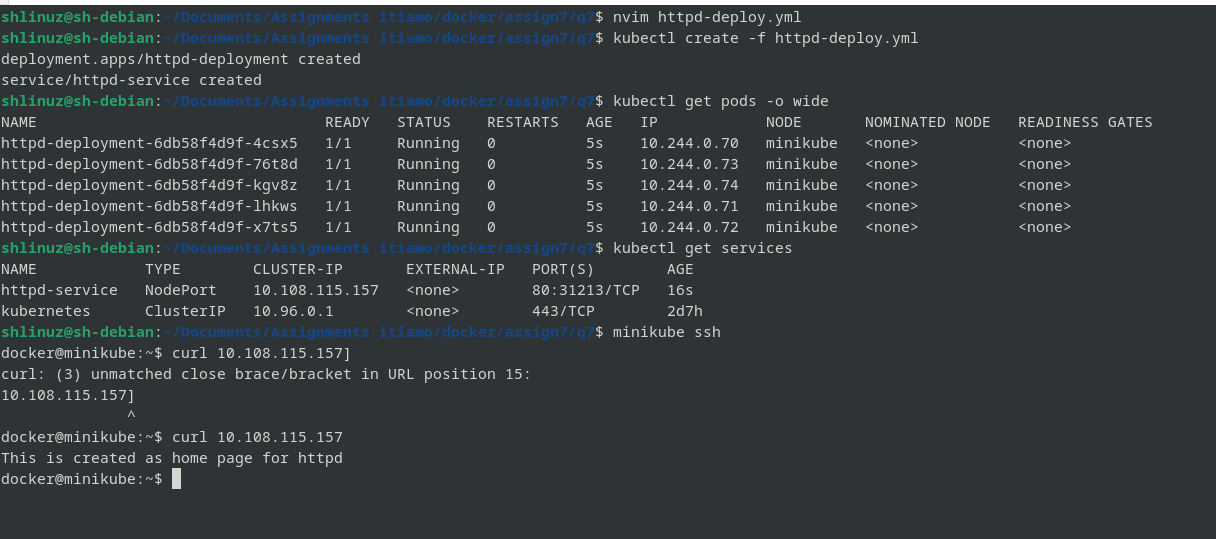 shlinuz@sh-debian:~/Documents/Assignments itiamo/docker/assign7/q7$ nvim httpd-deploy.yml
shlinuz@sh-debian:~/Documents/Assignments itiamo/docker/assign7/q7$ kubectl create -f httpd-deploy.yml
deployment.apps/httpd-deployment created
service/httpd-service created
shlinuz@sh-debian:~/Documents/Assignments itiamo/docker/assign7/q7$ kubectl get pods -o wide
NAME                                READY   STATUS    RESTARTS   AGE   IP            NODE       NOMINATED NODE   READINESS GATES
httpd-deployment-6db58f4d9f-4csx5   1/1     Running   0          5s    10.244.0.70   minikube   <none>           <none>
httpd-deployment-6db58f4d9f-76t8d   1/1     Running   0          5s    10.244.0.73   minikube   <none>           <none>
httpd-deployment-6db58f4d9f-kgv8z   1/1     Running   0          5s    10.244.0.74   minikube   <none>           <none>
httpd-deployment-6db58f4d9f-lhkws   1/1     Running   0          5s    10.244.0.71   minikube   <none>           <none>
httpd-deployment-6db58f4d9f-x7ts5   1/1     Running   0          5s    10.244.0.72   minikube   <none>           <none>
shlinuz@sh-debian:~/Documents/Assignments itiamo/docker/assign7/q7$ kubectl get services
NAME            TYPE        CLUSTER-IP       EXTERNAL-IP   PORT(S)        AGE
httpd-service   NodePort    10.108.115.157   <none>        80:31213/TCP   16s
kubernetes      ClusterIP   10.96.0.1        <none>        443/TCP        2d7h
shlinuz@sh-debian:~/Documents/Assignments itiamo/docker/assign7/q7$ minikube ssh
docker@minikube:~$ curl 10.108.115.157]
curl: (3) unmatched close brace/bracket in URL position 15:
10.108.115.157]
              ^
docker@minikube:~$ curl 10.108.115.157
This is created as home page for httpd
docker@minikube:~$